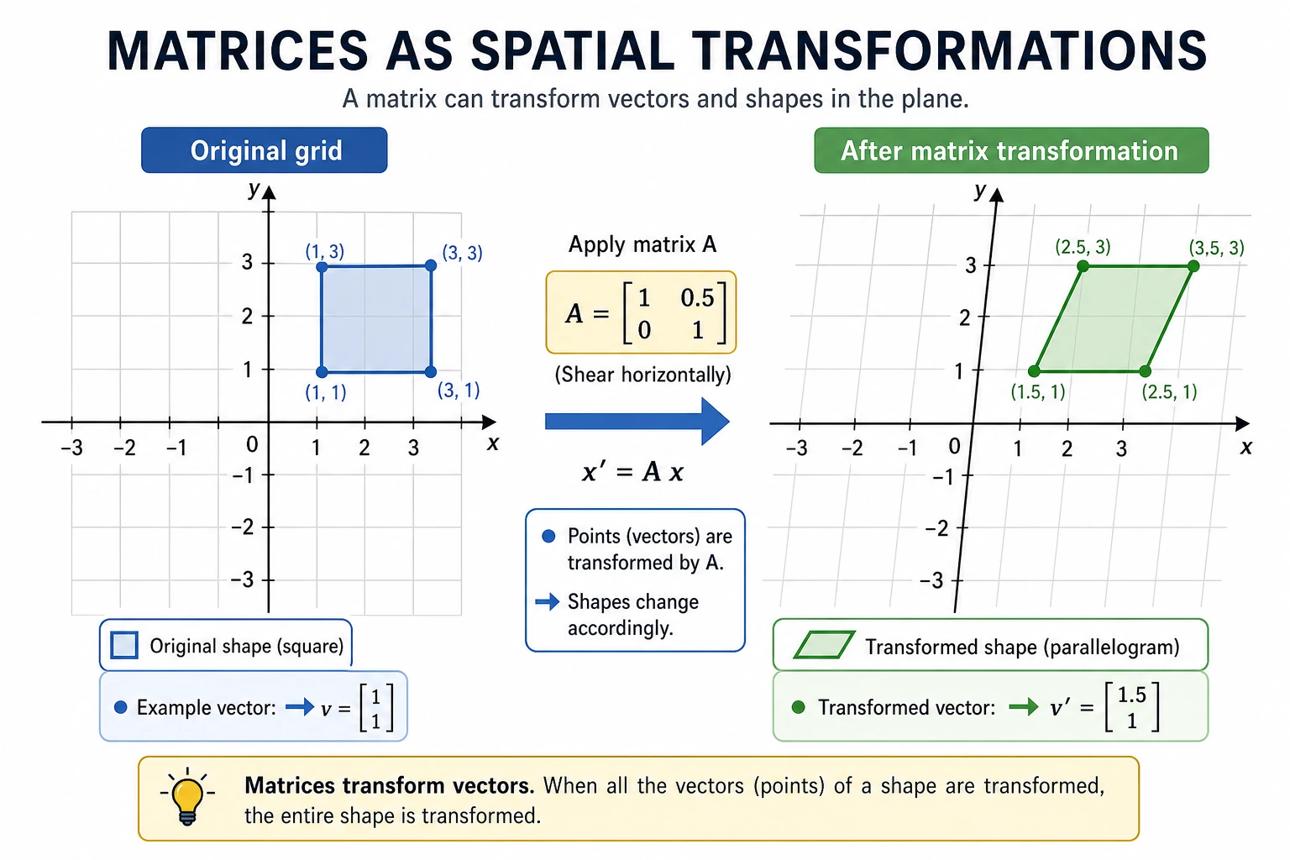 MATRICES AS SPATIAL TRANSFORMATIONS
A matrix can transform vectors and shapes in the plane.
Original grid
y
(1, 3)
(3, 3)
3
2
1
(1, 1)
(3, 1)
−3 −2 −1 0 1 2 3
x
−1
−2
−3
Original shape (square)
Example vector: v = [1
1]
Apply matrix A
A = [1 0.5
0 1]
(Shear horizontally)
x′ = A x
Points (vectors) are
transformed by A.
Shapes change
accordingly.
After matrix transformation
y
(2.5, 3)
(3,5, 3)
3
2
1
(1.5, 1)
(2.5, 1)
−3 −2 −1 0 1 2 3
x
−1
−2
−3
Transformed shape (parallelogram)
Transformed vector: v′ = [1.5
1]
Matrices transform vectors. When all the vectors (points) of a shape are transformed,
the entire shape is transformed.